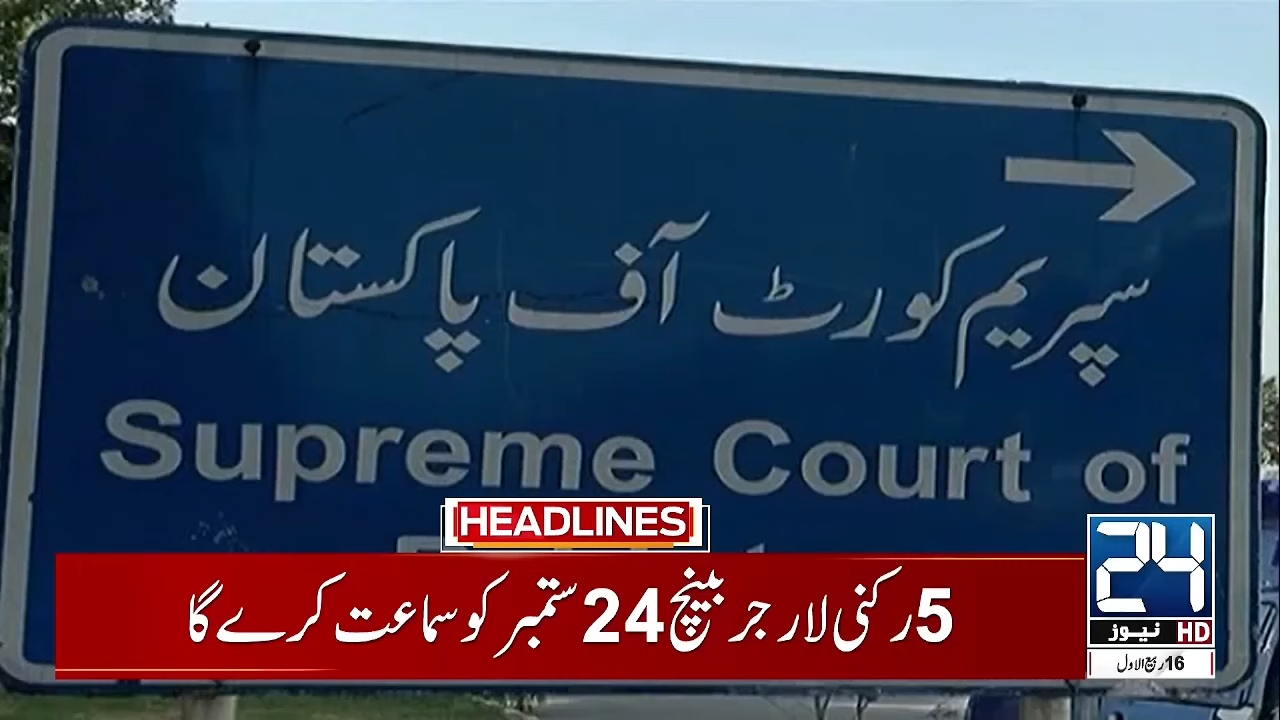 سپریم کورٹ آف پاکستان
Supreme Court of
HEADLINES
5 رکنی لارجر بینچ 24 ستمبر کو سماعت کرے گا
24
نیوز HD
16 ربیع الاول